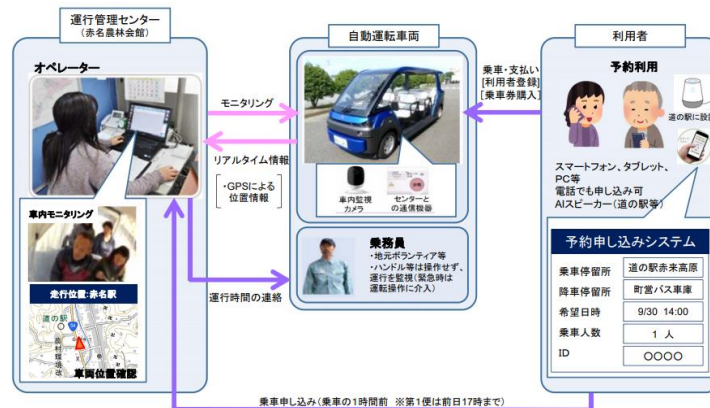 運行管理センター
(赤名農林会館)
オペレーター
車内モニタリング
走行位置:赤名駅
道の駅
54
農村環境改
車両位置確認
モニタリング
リアルタイム情報
・GPSによる
位置情報
運行時間の連絡
自動運転車両
車内監視
カメラ
センターと
の通信機器
乗務員
・地元ボランティア等
・ハンドル等は操作せず、
運行を監視(緊急時は
運転操作に介入)
乗車・支払い
[利用者登録]
[乗車券購入]
利用者
予約利用
道の駅に設置
スマートフォン、タブレット、
PC等
電話でも申し込み可
AIスピーカー(道の駅等)
予約申し込みシステム
乗車停留所 道の駅赤来高原
降車停留所 町営バス車庫
希望日時 9/30 14:00
乗車人数 1 人
ID ○○○○
乗車申し込み(乗車の1時間前 ※第1便は前日17時まで)